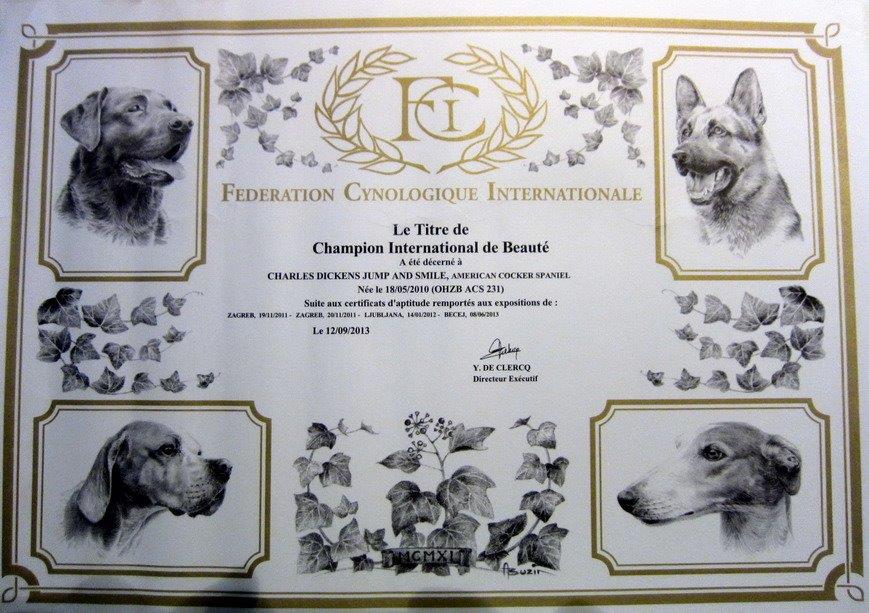 FCI
FEDERATION CYNOLOGIQUE INTERNATIONALE
Le Titre de
Champion International de Beauté
A été décerné à
CHARLES DICKENS JUMP AND SMILE, AMERICAN COCKER SPANIEL
Née le 18/05/2010 (OHZB ACS 231)
Suite aux certificats d'aptitude remportés aux expositions de :
ZAGREB, 19/11/2011 - ZAGREB, 20/11/2011 - LJUBLJANA, 14/01/2012 - BECEJ, 08/06/2013
Le 12/09/2013
Y. DE CLERCQ
Directeur Exécutif
MCMXI